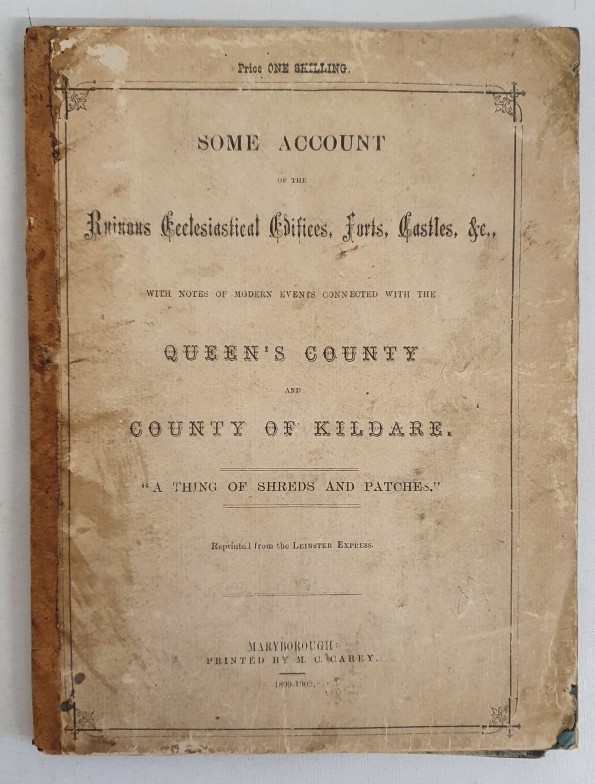 Price ONE SHILLING.
SOME ACCOUNT
OF THE
Ruinous Ecclesiastical Edifices, Forts, Castles, &c.,
WITH NOTES OF MODERN EVENTS CONNECTED WITH THE
QUEEN'S COUNTY
AND
COUNTY OF KILDARE.
"A THING OF SHREDS AND PATCHES."
Reprinted from the LEINSTER EXPRESS.
MARYBOROUGH:
PRINTED BY M. C. CAREY.
1899-1909.